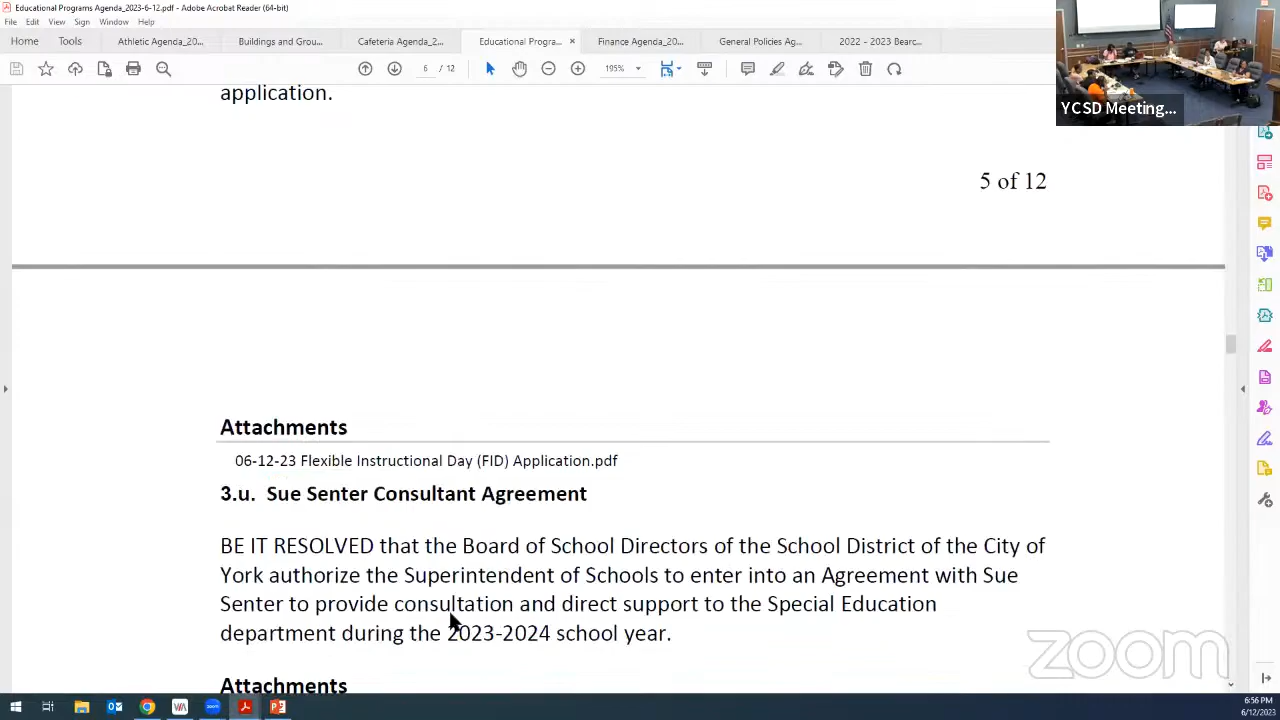 Educational Programs Agenda_2023-6-12.pdf - Adobe Acrobat Reader (64-bit)
File Edit View Sign Window Help
Home Tools Athletic Agenda_20... Buildings and Grou... Cafeteria Agenda_2... Educational Progra... × Finance Agenda_20... General Policies Ag... 2022 - 2023 Bearc...
6 / 12 195%
application.
YCSD Meeting...
5 of 12
Attachments
06-12-23 Flexible Instructional Day (FID) Application.pdf
3.u. Sue Senter Consultant Agreement
BE IT RESOLVED that the Board of School Directors of the School District of the City of
York authorize the Superintendent of Schools to enter into an Agreement with Sue
Senter to provide consultation and direct support to the Special Education
department during the 2023-2024 school year.
zoom
Attachments
6:56 PM
6/12/2023